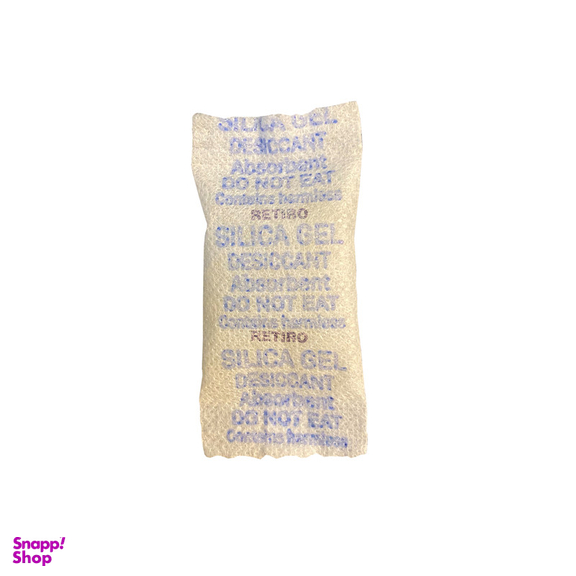 SILICA GEL
DESICCANT
Absorbent
DO NOT EAT
Contains harmless
RETIRO
SILICA GEL
DESICCANT
Absorbent
DO NOT EAT
Contains harmless
RETIRO
SILICA GEL
DESICCANT
Absorbent
DO NOT EAT
Contains harmless
Snapp!
Shop